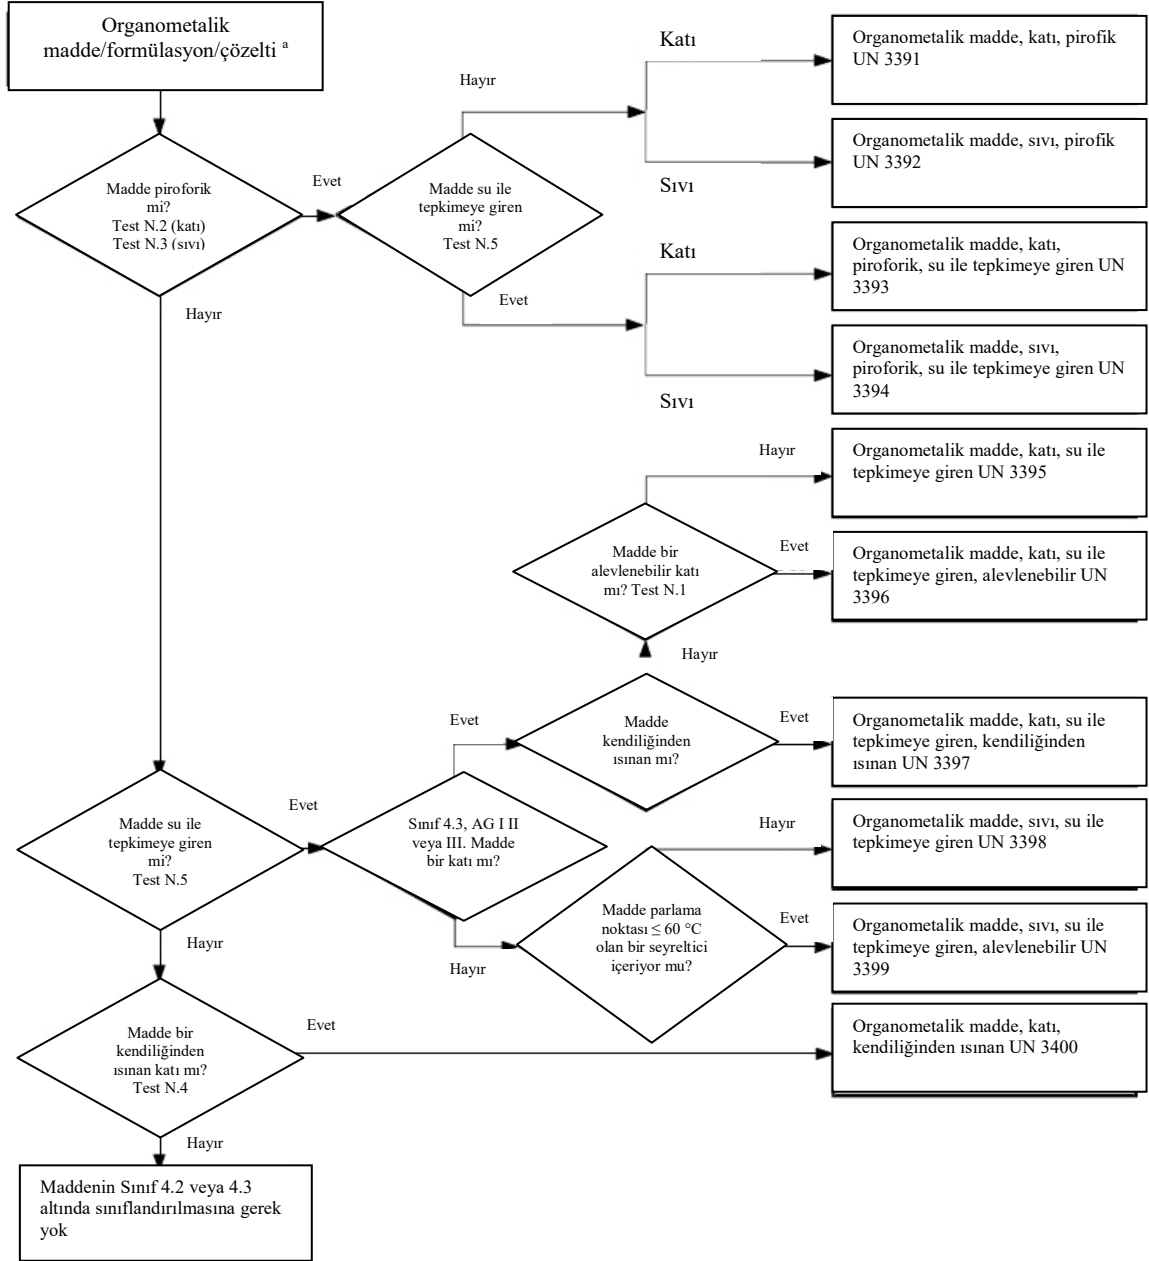 Organometalik
madde/formülasyon/çözelti ª
Katı
Organometalik madde, katı, pirofik
UN 3391
Hayır
Organometalik madde, sıvı, pirofik
UN 3392
Sıvı
Madde piroforik
mi?
Test N.2 (katı)
Test N.3 (sıvı)
Evet
Madde su ile
tepkimeye giren
mi?
Test N.5
Katı
Organometalik madde, katı,
piroforik, su ile tepkimeye giren UN
3393
Evet
Hayır
Organometalik madde, sıvı,
piroforik, su ile tepkimeye giren UN
3394
Sıvı
Hayır
Organometalik madde, katı, su ile
tepkimeye giren UN 3395
Madde bir
alevlenebilir katı
mı? Test N.1
Evet
Organometalik madde, katı, su ile
tepkimeye giren, alevlenebilir UN
3396
Hayır
Evet
Madde
kendiliğinden
ısınan mı?
Evet
Organometalik madde, katı, su ile
tepkimeye giren, kendiliğinden
ısınan UN 3397
Madde su ile
tepkimeye giren
mi?
Test N.5
Evet
Sınıf 4.3, AG I II
veya III. Madde
bir katı mı?
Hayır
Organometalik madde, sıvı, su ile
tepkimeye giren UN 3398
Hayır
Hayır
Madde parlama
noktası ≤ 60 °C
olan bir seyreltici
içeriyor mu?
Evet
Organometalik madde, sıvı, su ile
tepkimeye giren, alevlenebilir UN
3399
Madde bir
kendiliğinden
ısınan katı mı?
Test N.4
Evet
Organometalik madde, katı,
kendiliğinden ısınan UN 3400
Hayır
Maddenin Sınıf 4.2 veya 4.3
altında sınıflandırılmasına gerek
yok